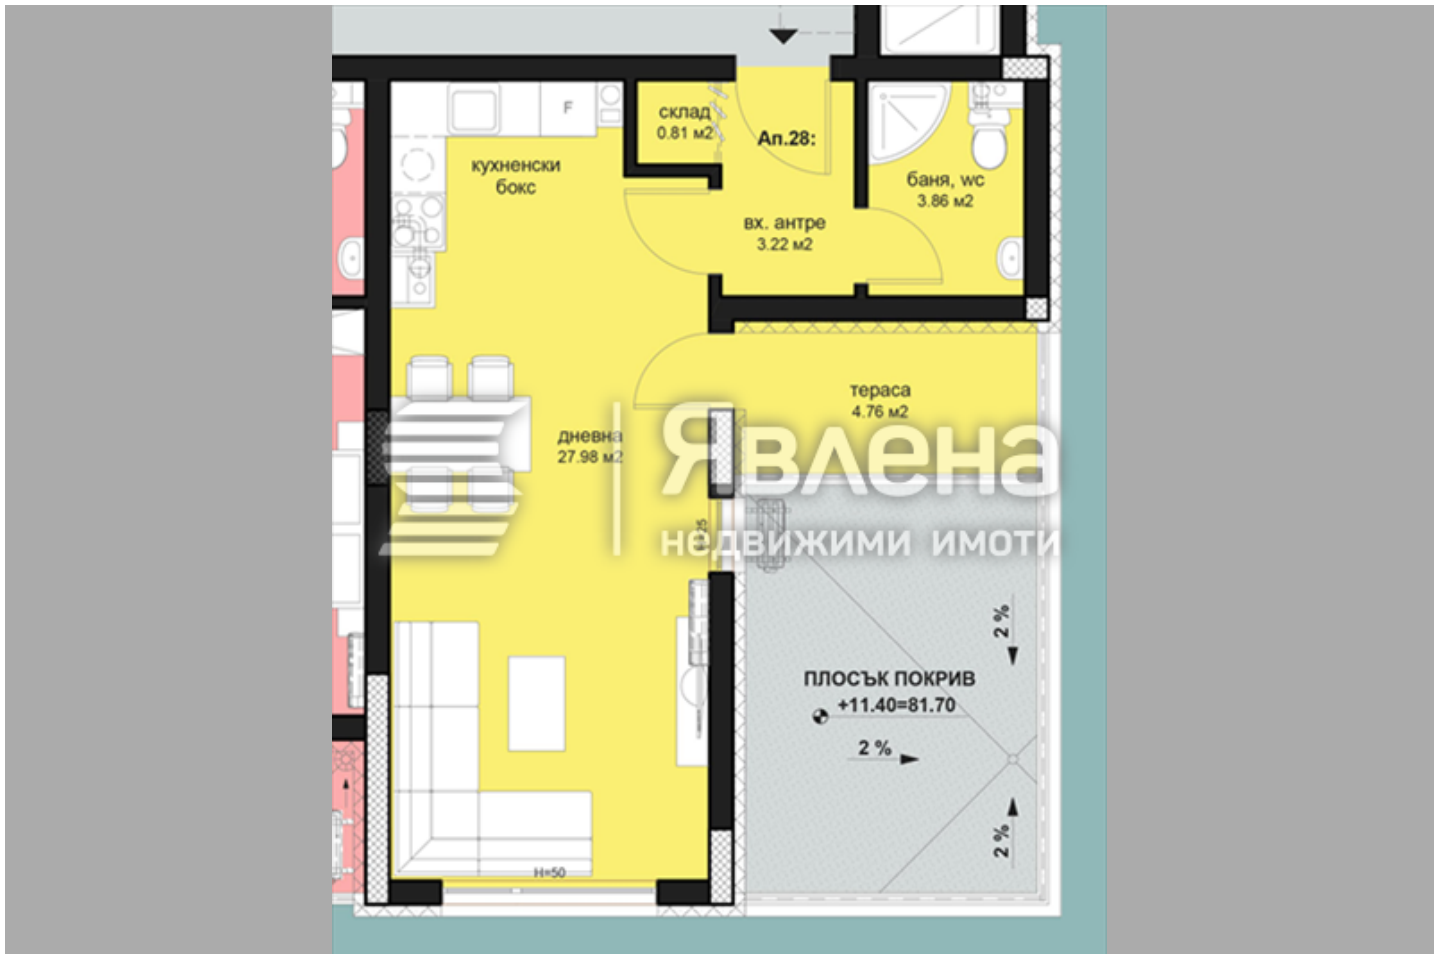 склад
0.81 м2
Ап.28:
F
кухненски
бокс
баня, wc
3.86 м2
вх. антре
3.22 м2
тераса
4.76 м2
дневна
27.98 м2
Явлена
недвижими имоти
25
2 %
ПЛОСЪК ПОКРИВ
+11.40=81.70
2 %
2 %
H=50